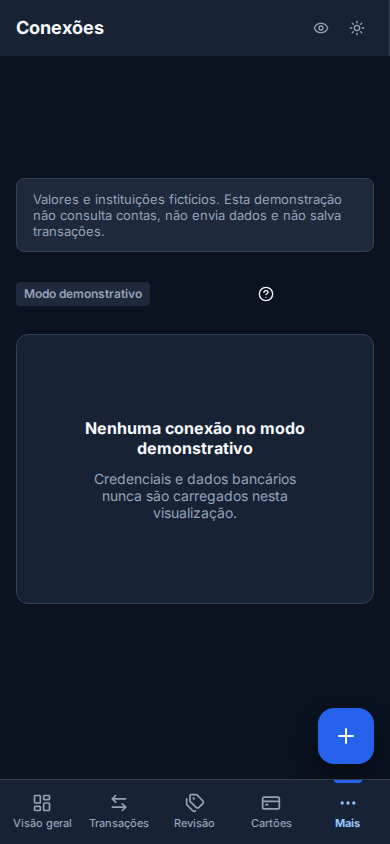 Conexões
Valores e instituições fictícios. Esta demonstração
não consulta contas, não envia dados e não salva
transações.
Modo demonstrativo
Nenhuma conexão no modo
demonstrativo
Credenciais e dados bancários
nunca são carregados nesta
visualização.
Visão geral
Transações
Revisão
Cartões
Mais